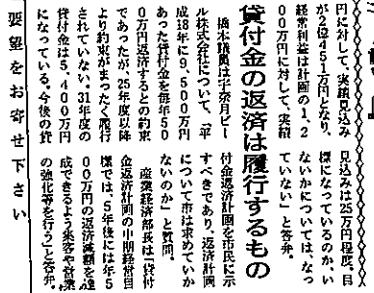 円に対して、実績見込み
が2億451万円となり、
経常利益は計画の1、2
00万円に対して、実績
見込みは25万円程度。目
標になっているのか、い
ないかについては、なっ
ていない」と答弁。
貸付金の返済は履行するもの
橋本議員は宇奈月ビー
ル株式会社について、「平
成18年に9,500万円
あった貸付金を毎年50
0万円返済するとの約束
であったが、25年度以降
より約束がまったく履行
されていない。31年度の
貸付金は5,400万円
になっている。今後の貸
付金返済計画を市民に示
すべきであり、返済計画
について市は求めていか
ないのか」と質問。
産業経済部長は「貸付
金返済計画の中期経営目
標では、5年後には年5
00万円の返済減額を達
成できるよう集客や営業
の強化等を行う」と答弁。
要望をお寄せ下さい